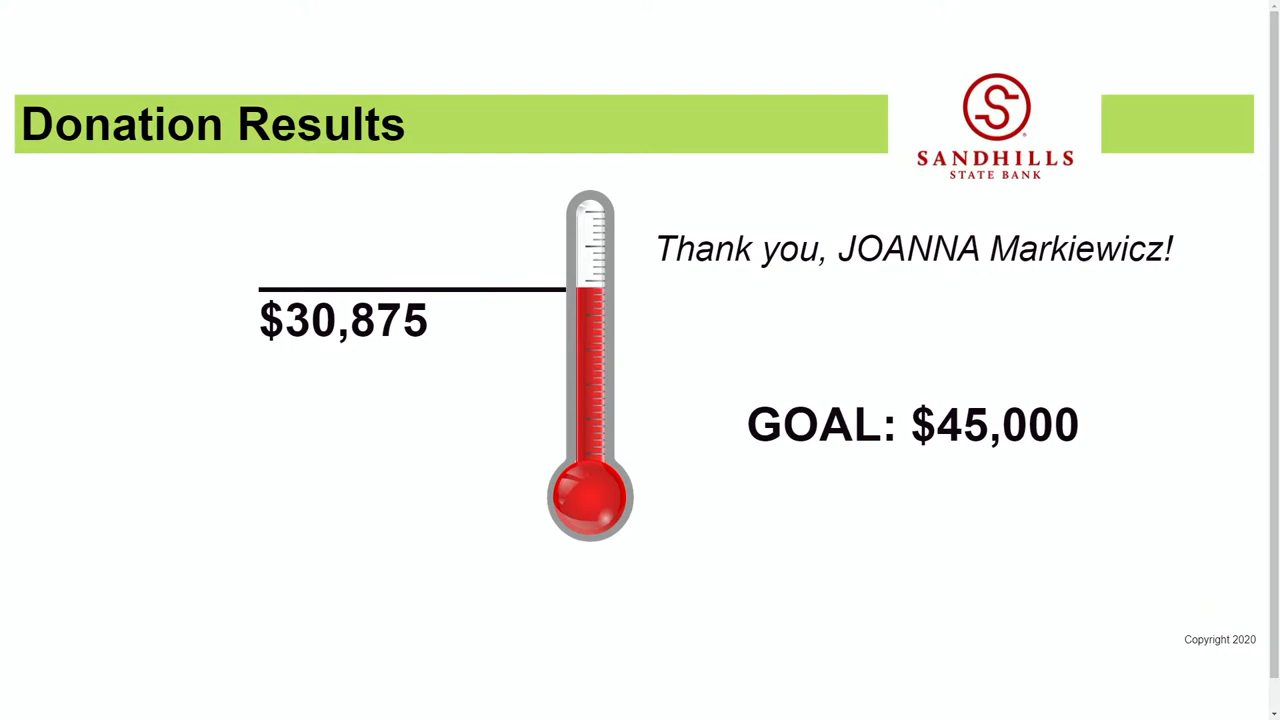 Donation Results
SANDHILLS
STATE BANK
Thank you, JOANNA Markiewicz!
$30,875
GOAL: $45,000
Copyright 2020